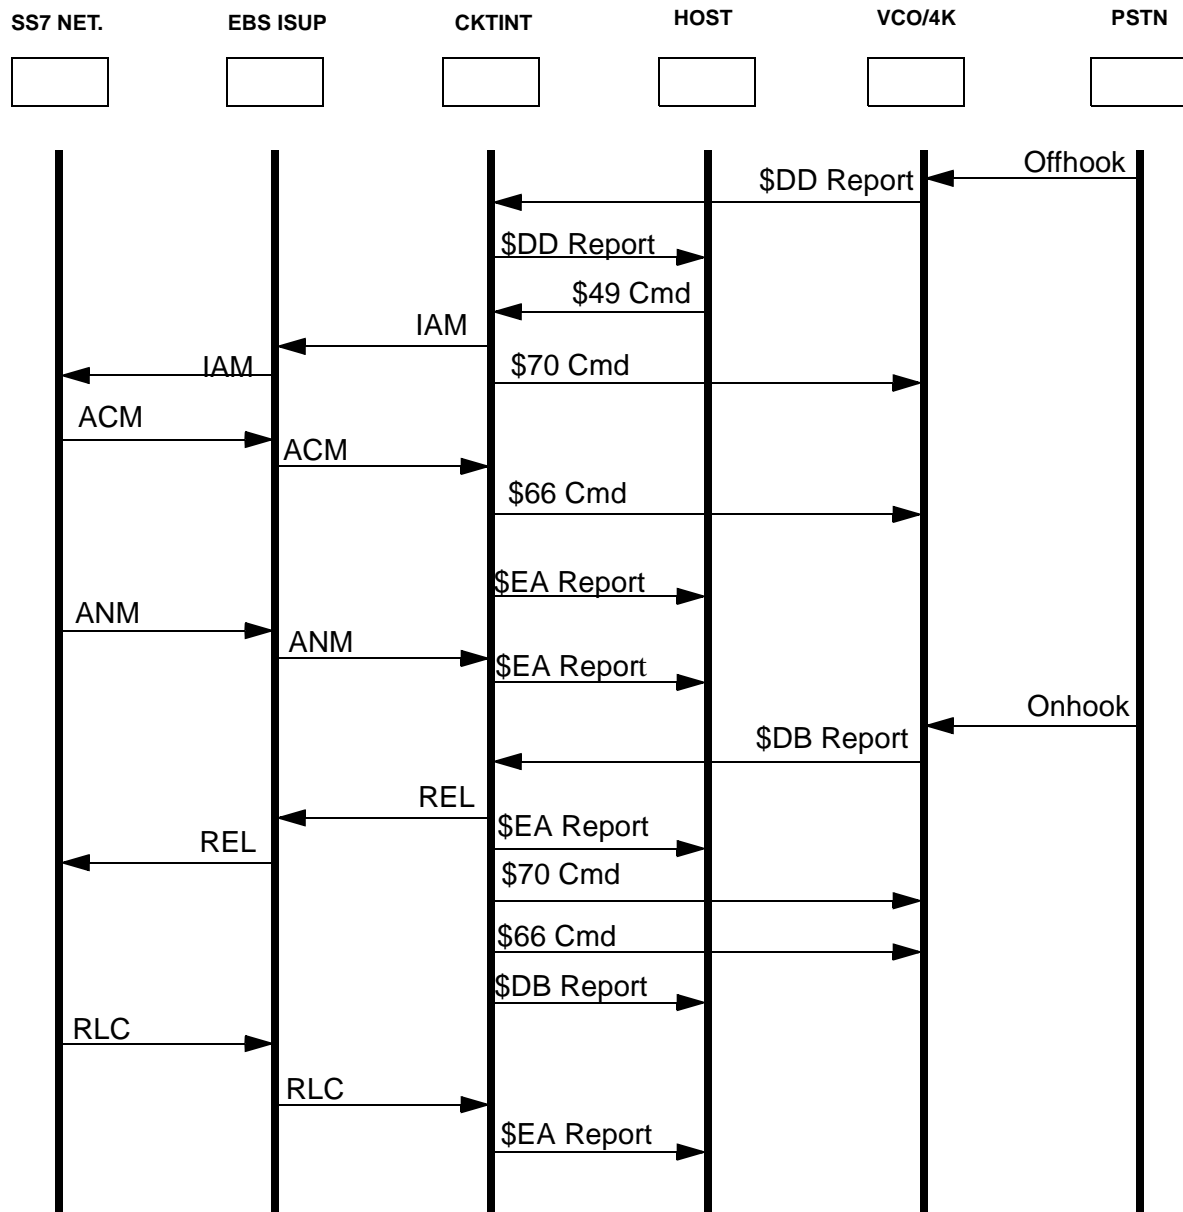 SS7 NET.
EBS ISUP
CKTINT
HOST
VCO/4K
PSTN
Offhook
$DD Report
$DD Report
$49 Cmd
IAM
IAM
$70 Cmd
ACM
ACM
$66 Cmd
$EA Report
ANM
ANM
$EA Report
Onhook
$DB Report
REL
$EA Report
REL
$70 Cmd
$66 Cmd
$DB Report
RLC
RLC
$EA Report